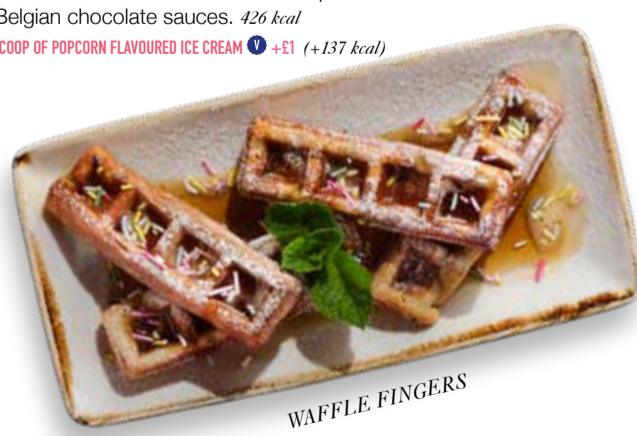 Belgian chocolate sauces. 426 kcal
COOP OF POPCORN FLAVOURED ICE CREAM V +£1 (+137 kcal)
WAFFLE FINGERS